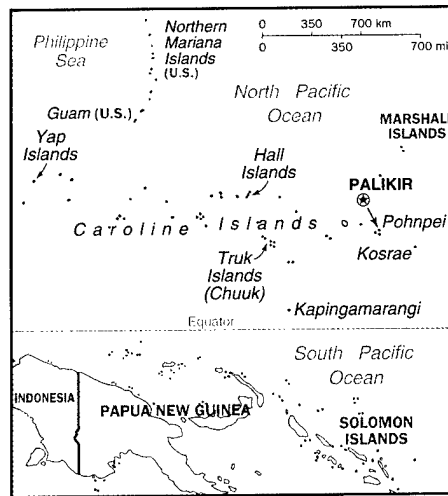 Philippine
Sea
Northern
Mariana
Islands
(U.S.)
0 350 700 km
0 350 700 mi
North Pacific
Ocean
Guam (U.S.)
MARSHALL
ISLANDS
Yap
Islands
Hall
Islands
PALIKIR
Pohnpei
Caroline Islands
Kosrae
Truk
Islands
(Chuuk)
Kapingamarangi
Equator
South Pacific
Ocean
INDONESIA
PAPUA NEW GUINEA
SOLOMON
ISLANDS